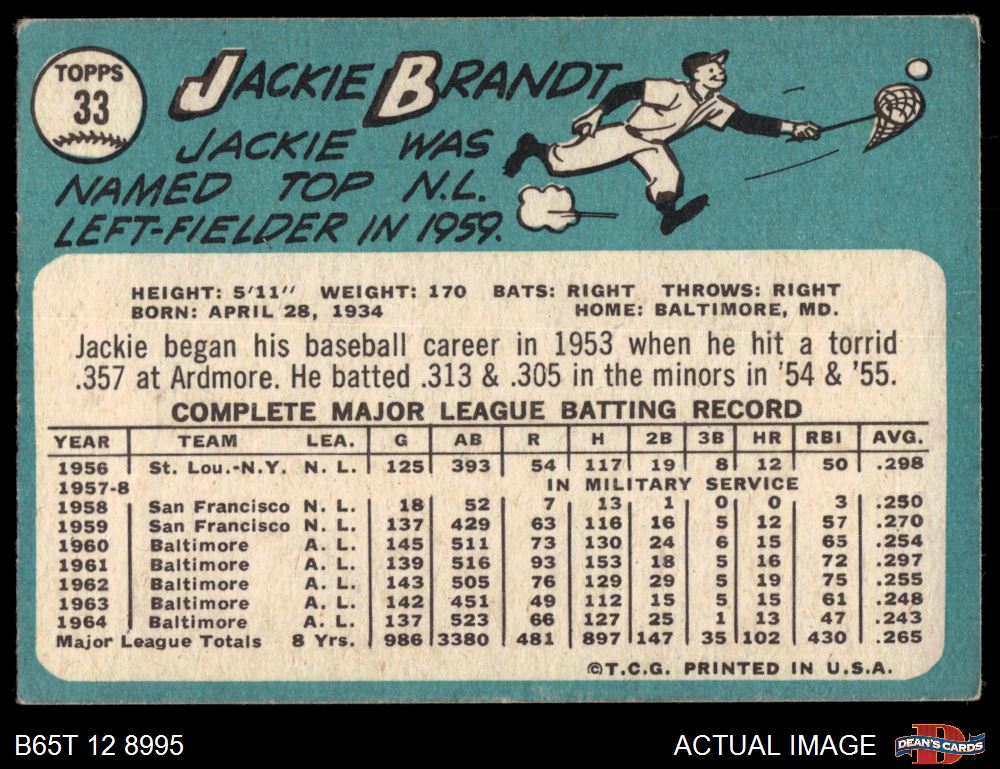 TOPPS
33
JACKIE BRANDT
JACKIE WAS
NAMED TOP N.L.
LEFT-FIELDER IN 1959.
HEIGHT: 5'11" WEIGHT: 170 BATS: RIGHT THROWS: RIGHT
BORN: APRIL 28, 1934 HOME: BALTIMORE, MD.
Jackie began his baseball career in 1953 when he hit a torrid
.357 at Ardmore. He batted .313 & .305 in the minors in '54 & '55.
COMPLETE MAJOR LEAGUE BATTING RECORD
YEAR TEAM LEA. G AB R H 2B 3B HR RBI AVG.
1956 St. Lou.-N.Y. N. L. 125 393 54 117 19 8 12 50 .298
1957-8 IN MILITARY SERVICE
1958 San Francisco N. L. 18 52 7 13 1 0 0 3 .250
1959 San Francisco N. L. 137 429 63 116 16 5 12 57 .270
1960 Baltimore A. L. 145 511 73 130 24 6 15 65 .254
1961 Baltimore A. L. 139 516 93 153 18 5 16 72 .297
1962 Baltimore A. L. 143 505 76 129 29 5 19 75 .255
1963 Baltimore A. L. 142 451 49 112 15 5 15 61 .248
1964 Baltimore A. L. 137 523 66 127 25 1 13 47 .243
Major League Totals 8 Yrs. 986 3380 481 897 147 35 102 430 .265
©T.C.G. PRINTED IN U.S.A.
B65T 12 8995 ACTUAL IMAGE
D
DEAN'S CARDS